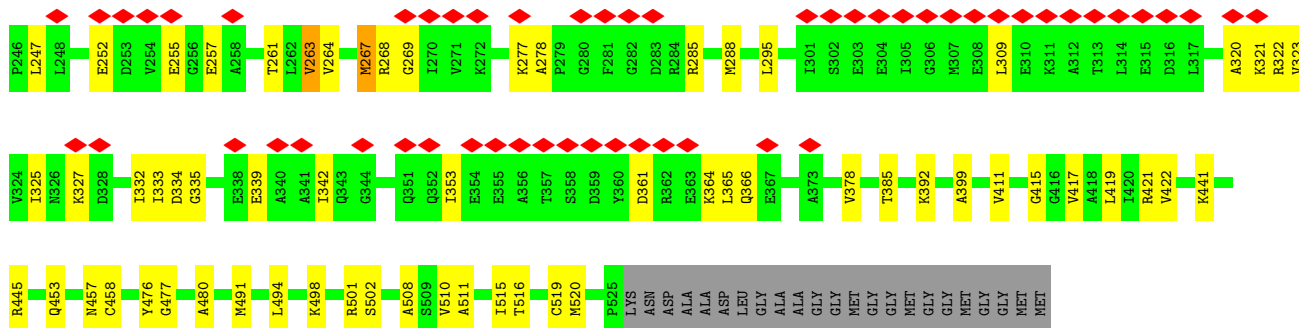 P246 L247 L248 E252 D253 V254 E255 G256 E257 A258 T261 L262 V263 V264 M267 R268 G269 I270 V271 K272 K277 A278 P279 G280 F281 G282 D283 R284 R285 M288 L295 I301 S302 E303 E304 I305 G306 M307 E308 L309 E310 K311 A312 T313 L314 E315 D316 L317 A320 K321 R322 V323
V324 I325 N326 K327 D328 I332 I333 D334 G335 E338 E339 A340 A341 I342 Q343 G344 Q351 Q352 I353 E354 E355 A356 T357 S358 D359 Y360 D361 R362 E363 K364 L365 Q366 E367 A373 V378 T385 K392 A399 V411 G415 G416 V417 A418 L419 I420 R421 V422 K441
R445 Q453 N457 C458 Y476 G477 A480 M491 L494 K498 R501 S502 A508 S509 V510 A511 I515 T516 C519 M520 P525 LYS ASN ASP ALA ALA ASP LEU GLY ALA ALA GLY GLY MET GLY GLY MET GLY GLY MET GLY GLY MET MET